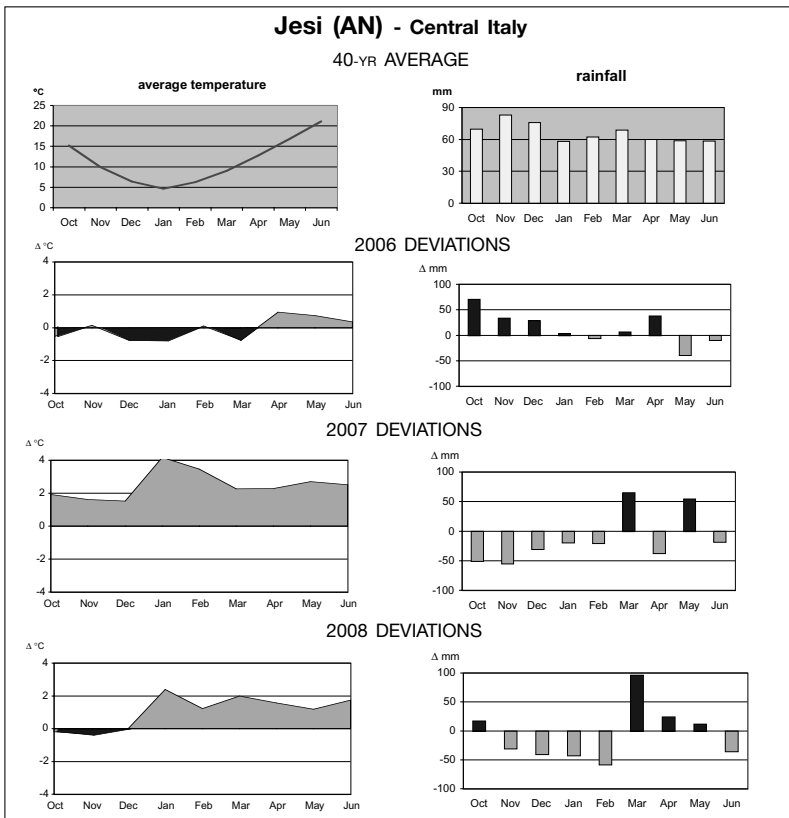 Jesi (AN) - Central Italy
40-YR AVERAGE
average temperature
°C
25
20
15
10
5
0
Oct Nov Dec Jan Feb Mar Apr May Jun
rainfall
mm
90
60
30
0
Oct Nov Dec Jan Feb Mar Apr May Jun
2006 DEVIATIONS
Δ °C
4
2
0
-2
-4
Oct Nov Dec Jan Feb Mar Apr May Jun
Δ mm
100
50
0
-50
-100
Oct Nov Dec Jan Feb Mar Apr May Jun
2007 DEVIATIONS
Δ °C
4
2
0
-2
-4
Oct Nov Dec Jan Feb Mar Apr May Jun
Δ mm
100
50
0
-50
-100
Oct Nov Dec Jan Feb Mar Apr May Jun
2008 DEVIATIONS
Δ °C
4
2
0
-2
-4
Oct Nov Dec Jan Feb Mar Apr May Jun
Δ mm
100
50
0
-50
-100
Oct Nov Dec Jan Feb Mar Apr May Jun